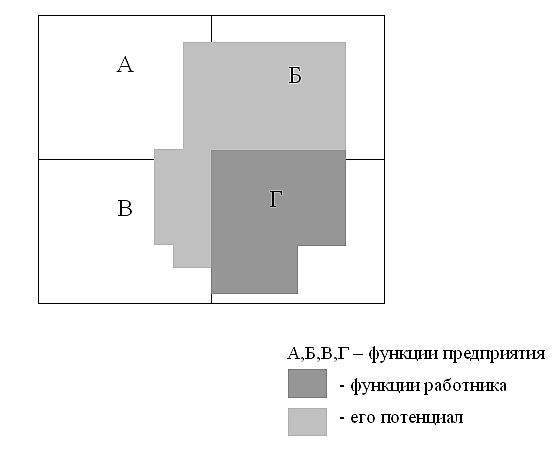 А
Б
В
Г
А,Б,В,Г – функции предприятия
- функции работника
- его потенциал